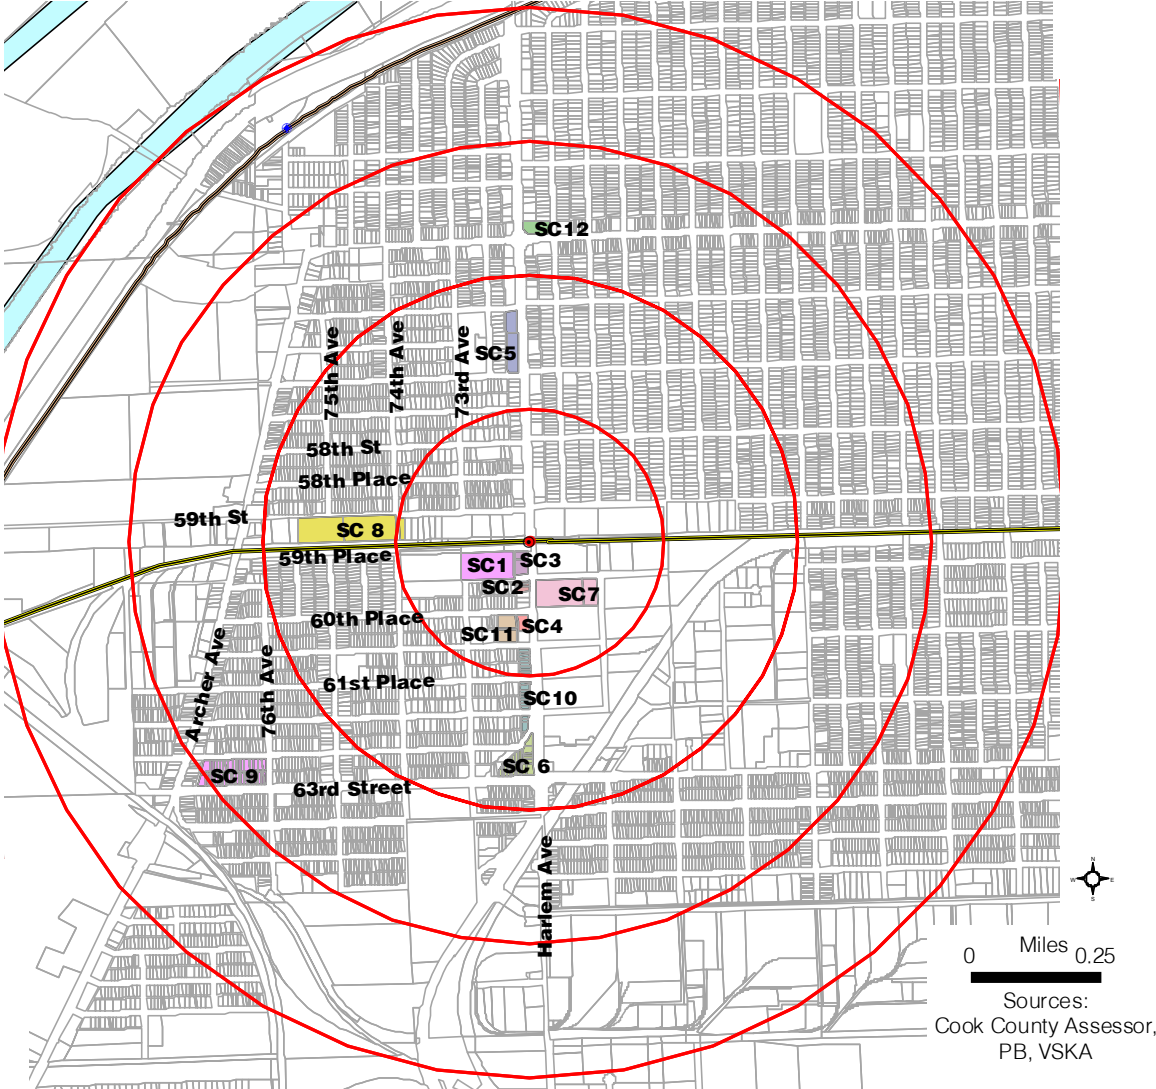 SC12
75th Ave
74th Ave
73rd Ave
SC5
58th St
58th Place
59th St
SC 8
59th Place
SC1
SC3
SC2
SC7
60th Place
SC11
SC4
Archer Ave
76th Ave
61st Place
SC10
SC 9
SC 6
63rd Street
Harlem Ave
N
W
E
S
Miles
0
0.25
Sources:
Cook County Assessor,
PB, VSKA